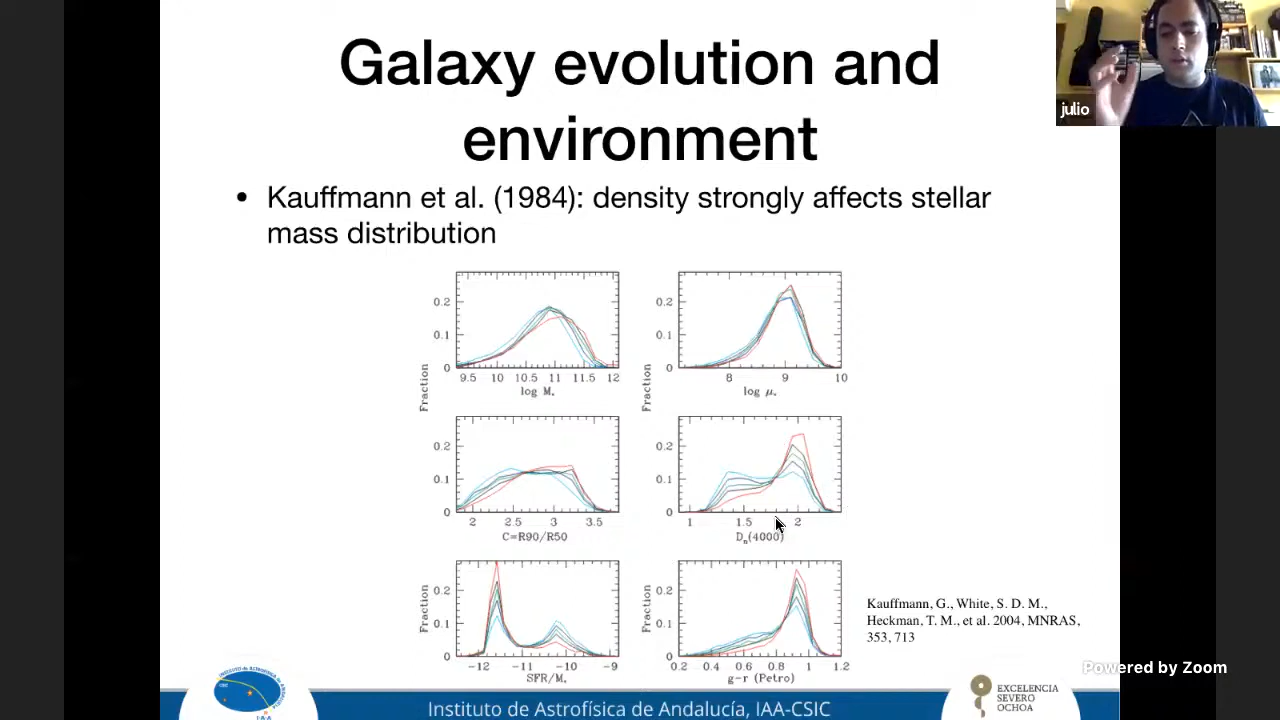 Galaxy evolution and
environment
julio
• Kauffmann et al. (1984): density strongly affects stellar
mass distribution
Fraction
0.2
0.1
0
9.5 10 10.5 11 11.5 12
log M*
Fraction
0.2
0.1
0
8 9 10
log μ*
0.2
0.1
0
2 2.5 3 3.5
C=R90/R50
0.2
0.1
0
1 1.5 2
Dn(4000)
Fraction
0.2
0.1
0
−12 −11 −10 −9
SFR/M*
Fraction
0.2
0.1
0
0.2 0.4 0.6 0.8 1 1.2
g-r (Petro)
Kauffmann, G., White, S. D. M.,
Heckman, T. M., et al. 2004, MNRAS,
353, 713
Powered by Zoom
IAA
Instituto de Astrofísica de Andalucía, IAA-CSIC
EXCELENCIA
SEVERO
OCHOA